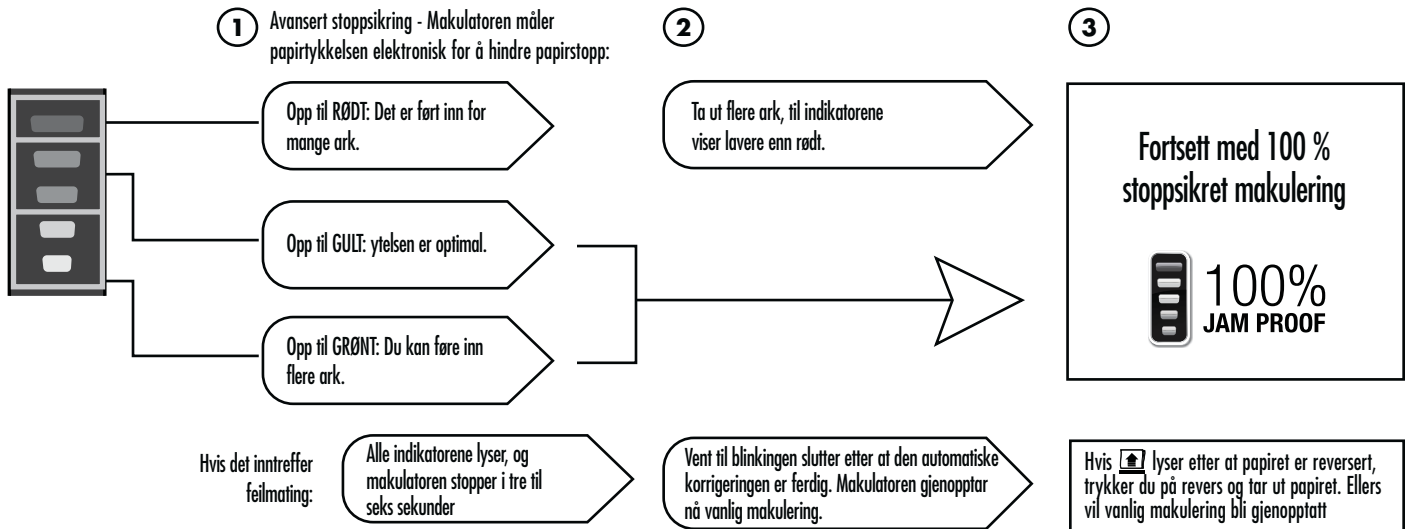 1
Avansert stoppsikring - Makulatoren måler
papirtykkelsen elektronisk for å hindre papirstopp:
Opp til RØDT: Det er ført inn for
mange ark.
Opp til GULT: ytelsen er optimal.
Opp til GRØNT: Du kan føre inn
flere ark.
2
Ta ut flere ark, til indikatorene
viser lavere enn rødt.
3
Fortsett med 100 %
stoppsikret makulering
100%
JAM PROOF
Hvis det inntreffer
feilmating:
Alle indikatorene lyser, og
makulatoren stopper i tre til
seks sekunder
Vent til blinkingen slutter etter at den automatiske
korrigeringen er ferdig. Makulatoren gjenopptar
nå vanlig makulering.
Hvis lyser etter at papiret er reversert,
trykker du på revers og tar ut papiret. Ellers
vil vanlig makulering bli gjenopptatt